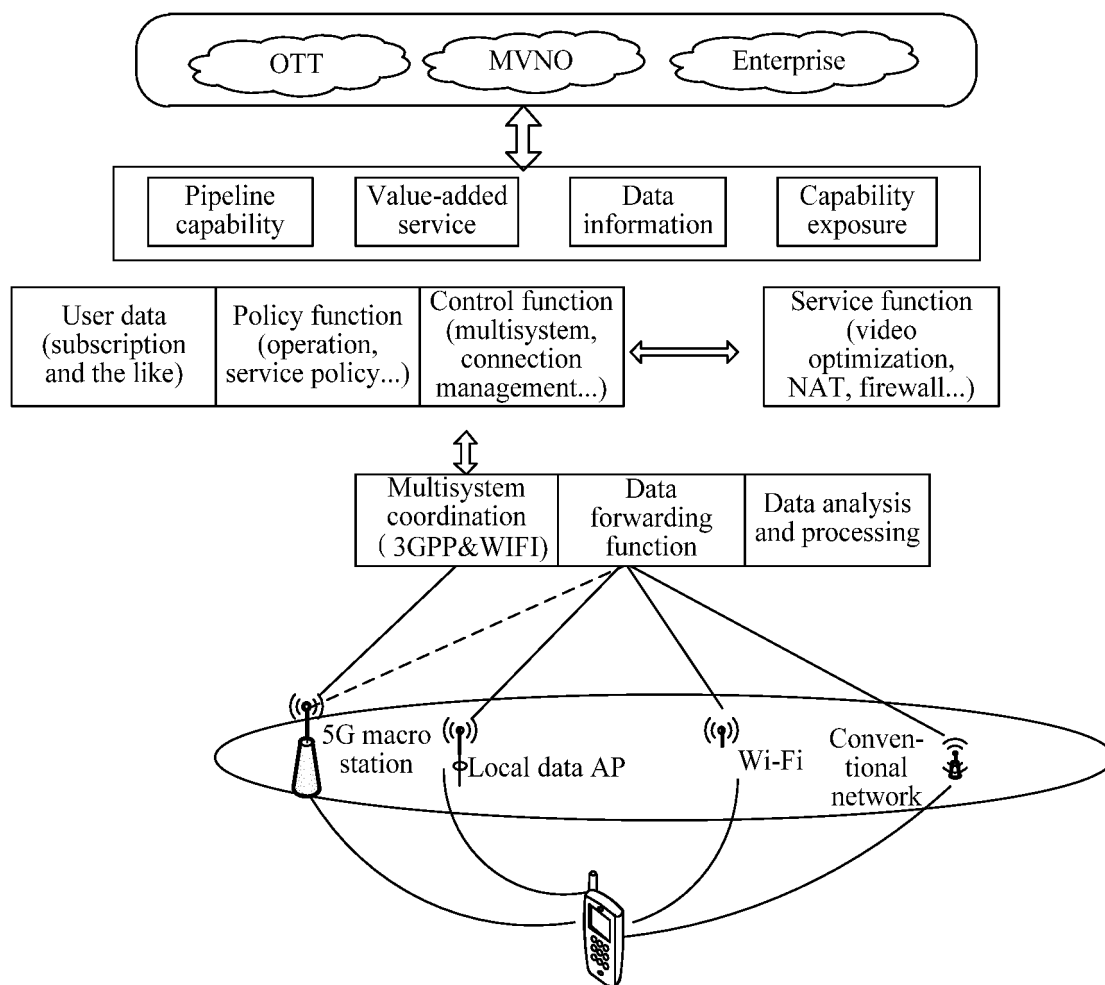 OTT
MVNO
Enterprise
Pipeline
capability
Value-added
service
Data
information
Capability
exposure
User data
(subscription
and the like)
Policy function
(operation,
service policy...)
Control function
(multisystem,
connection
management...)
Service function
(video
optimization,
NAT, firewall...)
Multisystem
coordination
(3GPP&WIFI)
Data
forwarding
function
Data analysis
and processing
5G macro
station
Local data AP
Wi-Fi
Conven-
tional
network